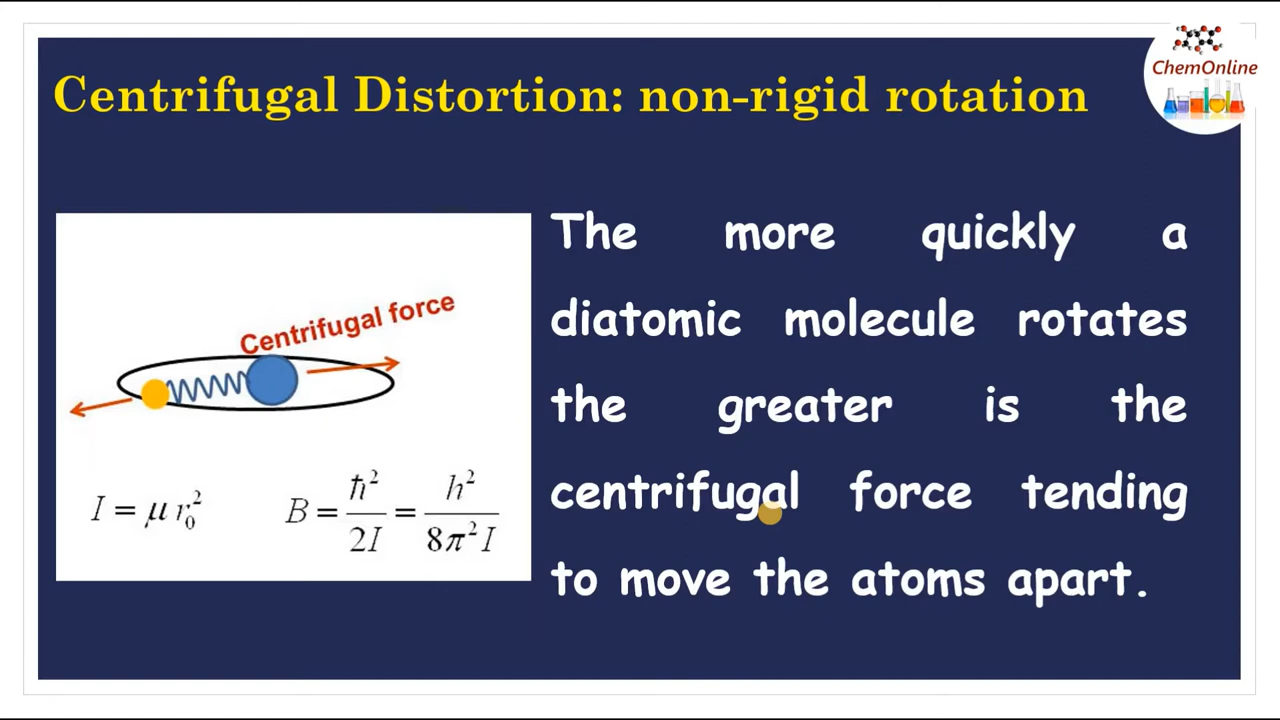 ChemOnline
Centrifugal Distortion: non-rigid rotation
The more quickly a
diatomic molecule rotates
the greater is the
centrifugal force tending
to move the atoms apart.
Centrifugal force
I = μ r₀²
B = ħ²/2I = h²/8π²I